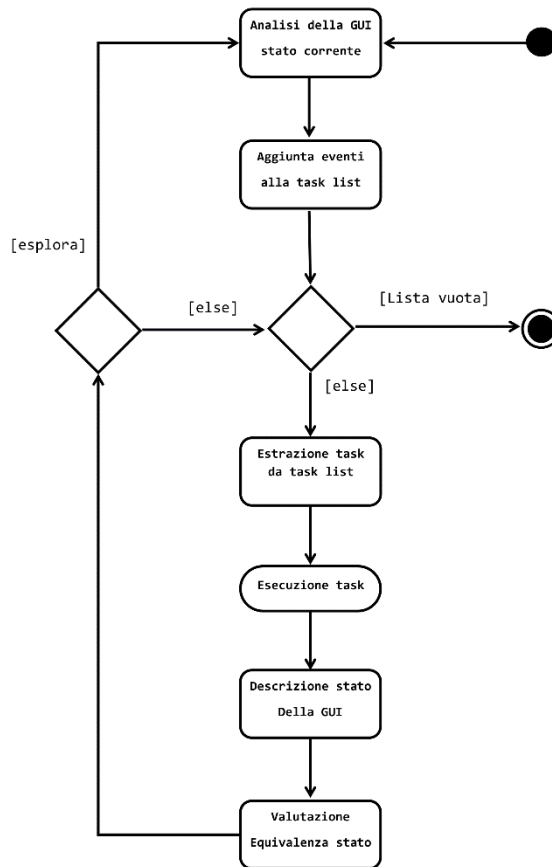 Analisi della GUI
stato corrente
Aggiunta eventi
alla task list
[esplora]
[else]
[Lista vuota]
[else]
Estrazione task
da task list
Esecuzione task
Descrizione stato
Della GUI
Valutazione
Equivalenza stato